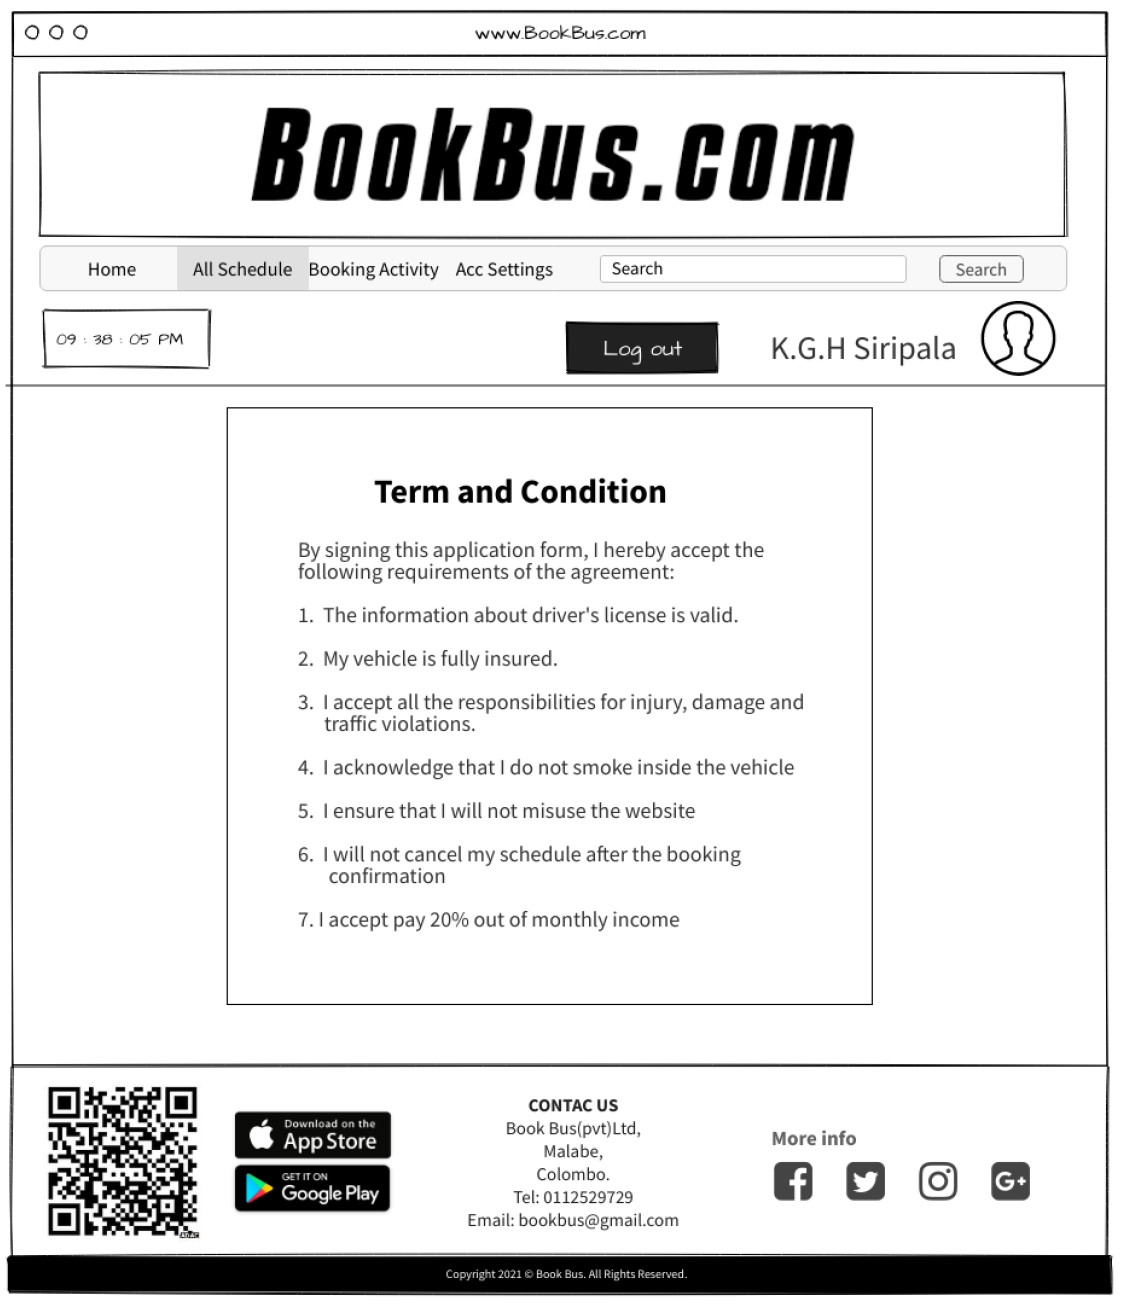 www.BookBus.com
BookBus.com
Home All Schedule Booking Activity Acc Settings Search Search
09 : 38 : 05 PM
Log out
K.G.H Siripala
Term and Condition
By signing this application form, I hereby accept the
following requirements of the agreement:
1. The information about driver's license is valid.
2. My vehicle is fully insured.
3. I accept all the responsibilities for injury, damage and
traffic violations.
4. I acknowledge that I do not smoke inside the vehicle
5. I ensure that I will not misuse the website
6. I will not cancel my schedule after the booking
confirmation
7. I accept pay 20% out of monthly income
Download on the
App Store
GET IT ON
Google Play
CONTAC US
Book Bus(pvt)Ltd,
Malabe,
Colombo.
Tel: 0112529729
Email: bookbus@gmail.com
More info
G+
Copyright 2021 © Book Bus. All Rights Reserved.